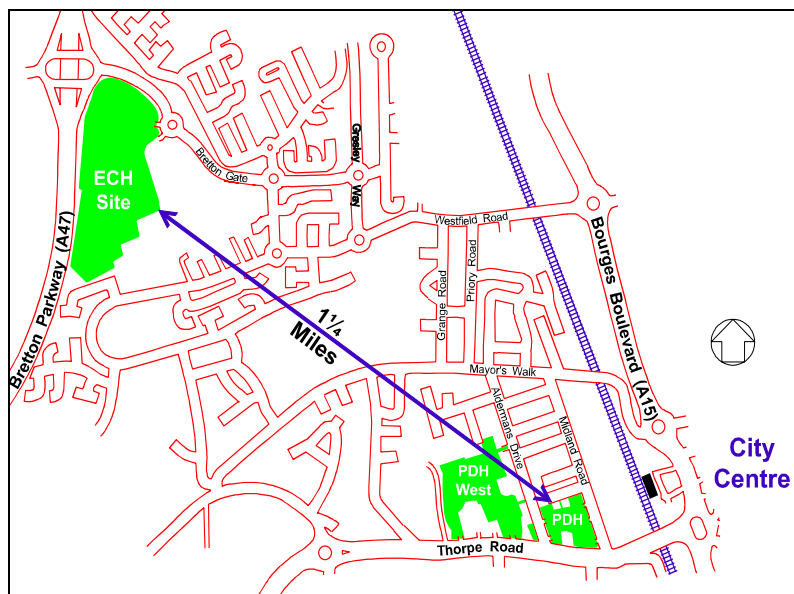 ECH
Site
Bretton Gate
Gresley
Way
Westfield Road
Bretton Parkway (A47)
Grange Road
Priory Road
Bourges Boulevard (A15)
1¼
Miles
Mayor's Walk
Aldermans Drive
Midland Road
City
Centre
PDH
West
PDH
Thorpe Road